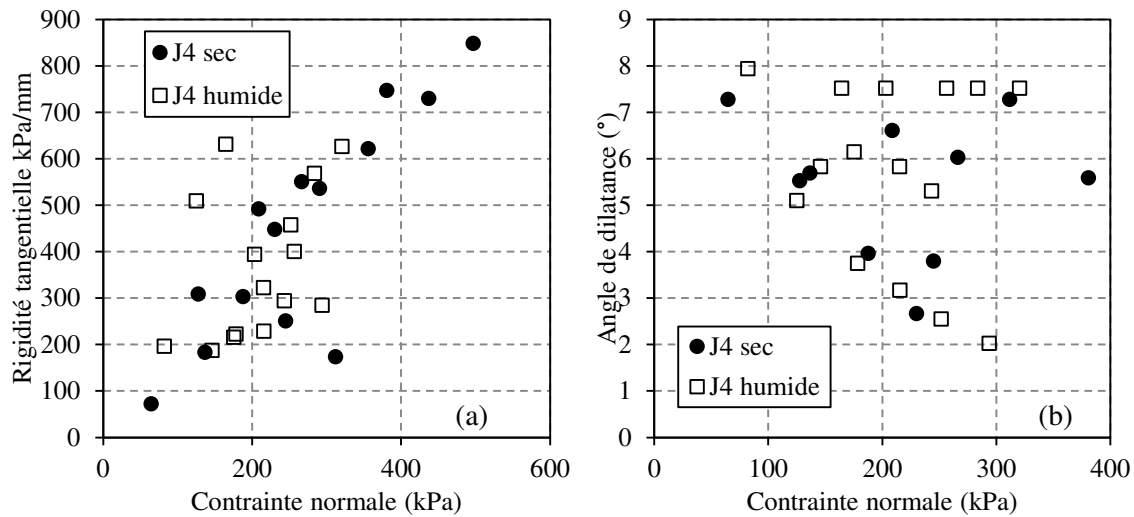 Rigidité tangentielle kPa/mm
900
800
700
600
500
400
300
200
100
0
J4 sec
J4 humide
(a)
0
200
400
600
Contrainte normale (kPa)
Angle de dilatance (°)
9
8
7
6
5
4
3
2
1
0
J4 sec
J4 humide
(b)
0
100
200
300
400
Contrainte normale (kPa)